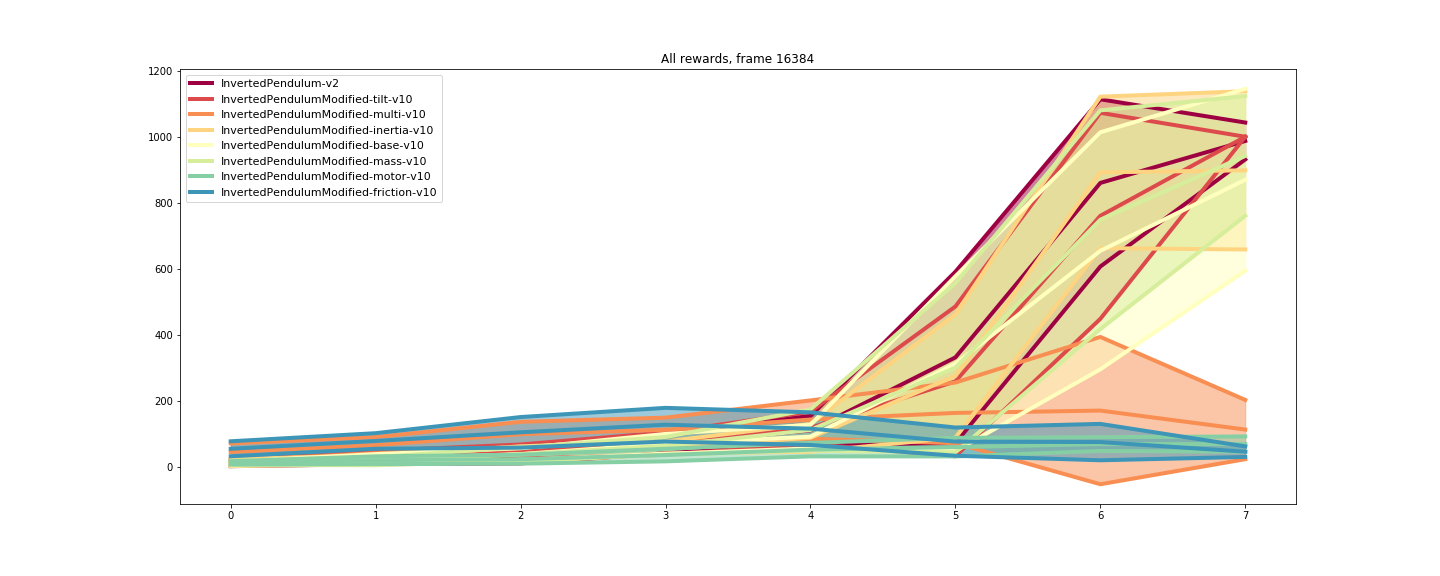 All rewards, frame 16384
1200
1000
800
600
400
200
0
InvertedPendulum-v2
InvertedPendulumModified-tilt-v10
InvertedPendulumModified-multi-v10
InvertedPendulumModified-inertia-v10
InvertedPendulumModified-base-v10
InvertedPendulumModified-mass-v10
InvertedPendulumModified-motor-v10
InvertedPendulumModified-friction-v10
0 1 2 3 4 5 6 7